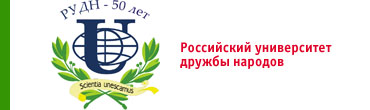 РУДН - 50 лет
U
Scientia unescamus
Российский университет
дружбы народов